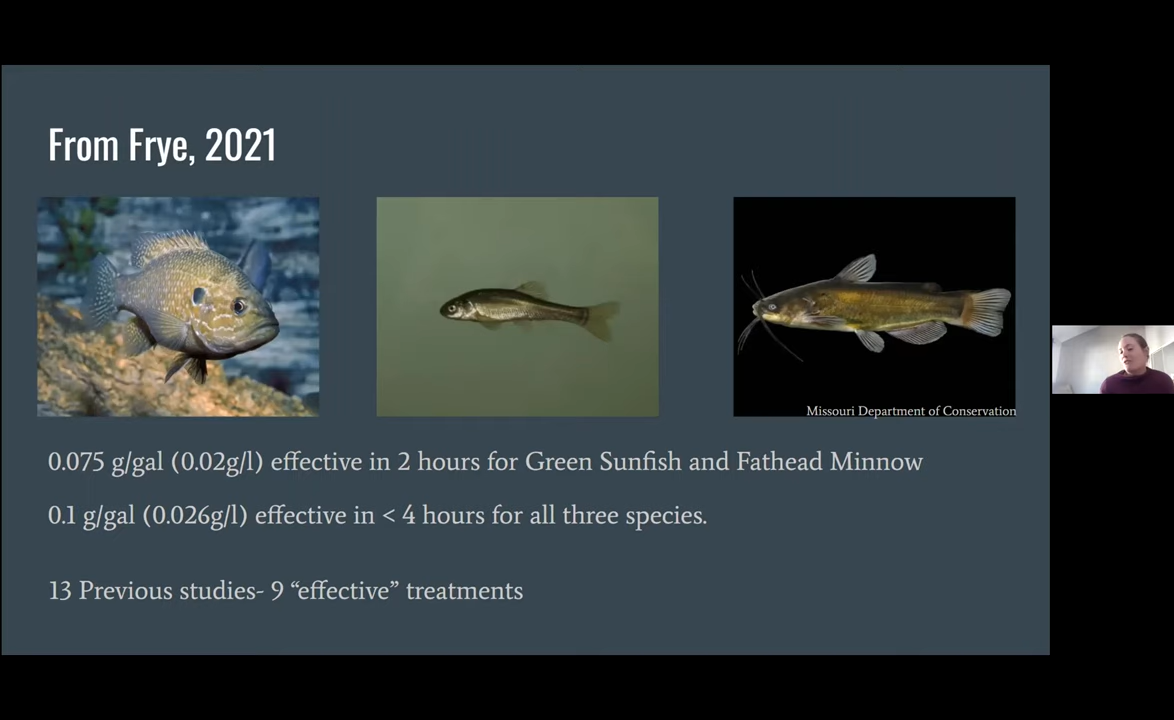 From Frye, 2021
Missouri Department of Conservation
0.075 g/gal (0.02g/l) effective in 2 hours for Green Sunfish and Fathead Minnow
0.1 g/gal (0.026g/l) effective in < 4 hours for all three species.
13 Previous studies- 9 “effective” treatments